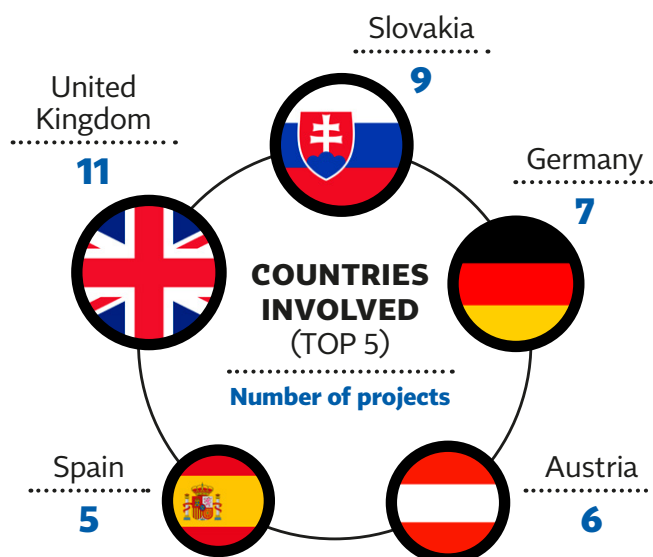 Slovakia
9
United
Kingdom
11
Germany
7
COUNTRIES
INVOLVED
(TOP 5)
Number of projects
Spain
5
Austria
6